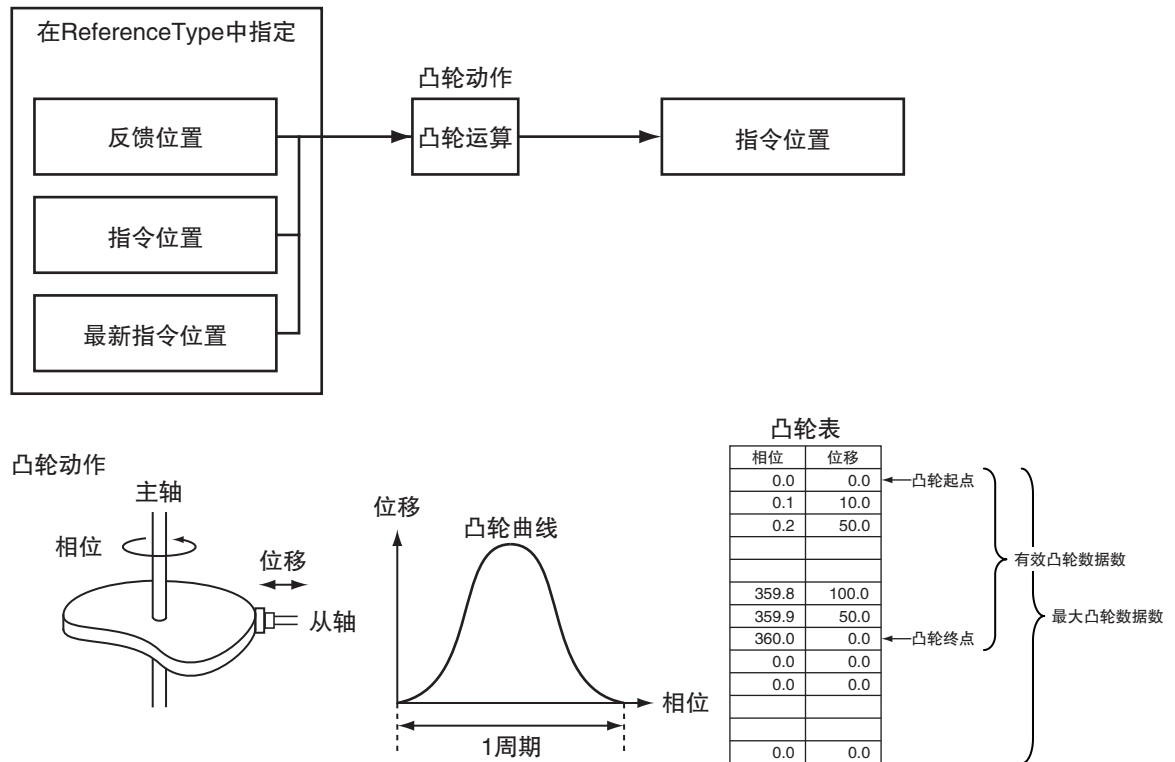 在ReferenceType中指定
反馈位置
指令位置
最新指令位置
凸轮动作
凸轮运算
指令位置
凸轮动作
主轴
相位
位移
从轴
位移
凸轮曲线
相位
1周期
凸轮表
相位 位移
0.0 0.0 凸轮起点
0.1 10.0
0.2 50.0
359.8 100.0
359.9 50.0
360.0 0.0 凸轮终点
0.0 0.0
0.0 0.0
0.0 0.0
有效凸轮数据数
最大凸轮数据数